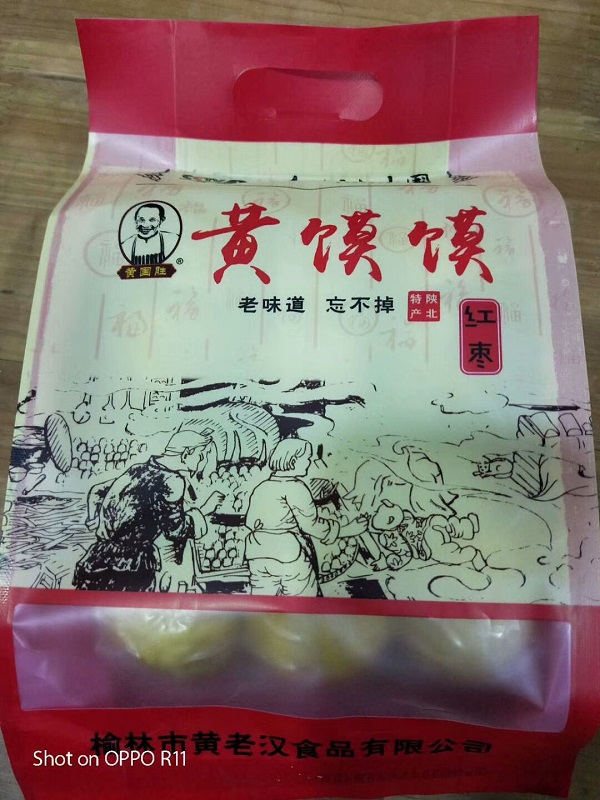 黄馍馍
黄国胜®
老味道 忘不掉
特产 陕北
红枣
福
榆林市黄老汉食品有限公司
Shot on OPPO R11